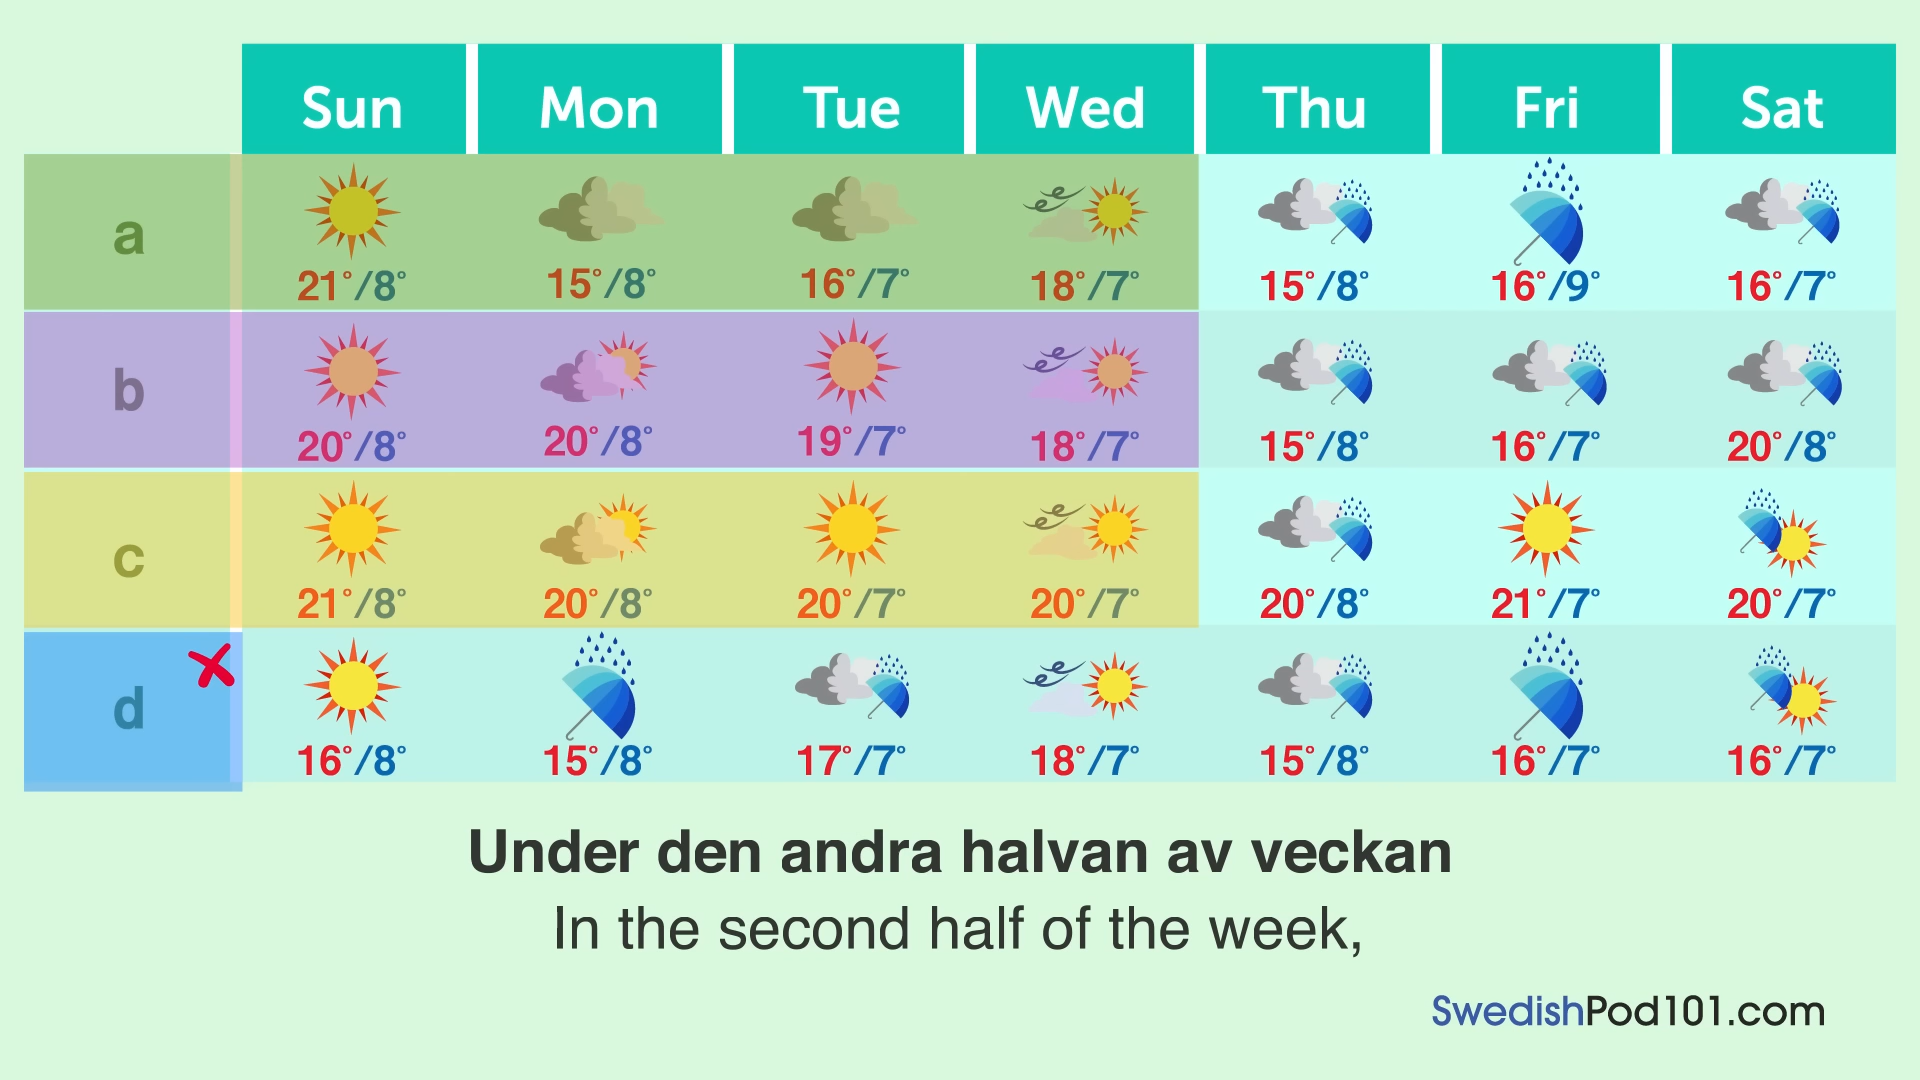 Sun Mon Tue Wed Thu Fri Sat
a
21°/8° 15°/8° 16°/7° 18°/7° 15°/8° 16°/9° 16°/7°
b
20°/8° 20°/8° 19°/7° 18°/7° 15°/8° 16°/7° 20°/8°
c
21°/8° 20°/8° 20°/7° 20°/7° 20°/8° 21°/7° 20°/7°
d
16°/8° 15°/8° 17°/7° 18°/7° 15°/8° 16°/7° 16°/7°
Under den andra halvan av veckan
In the second half of the week,
SwedishPod101.com